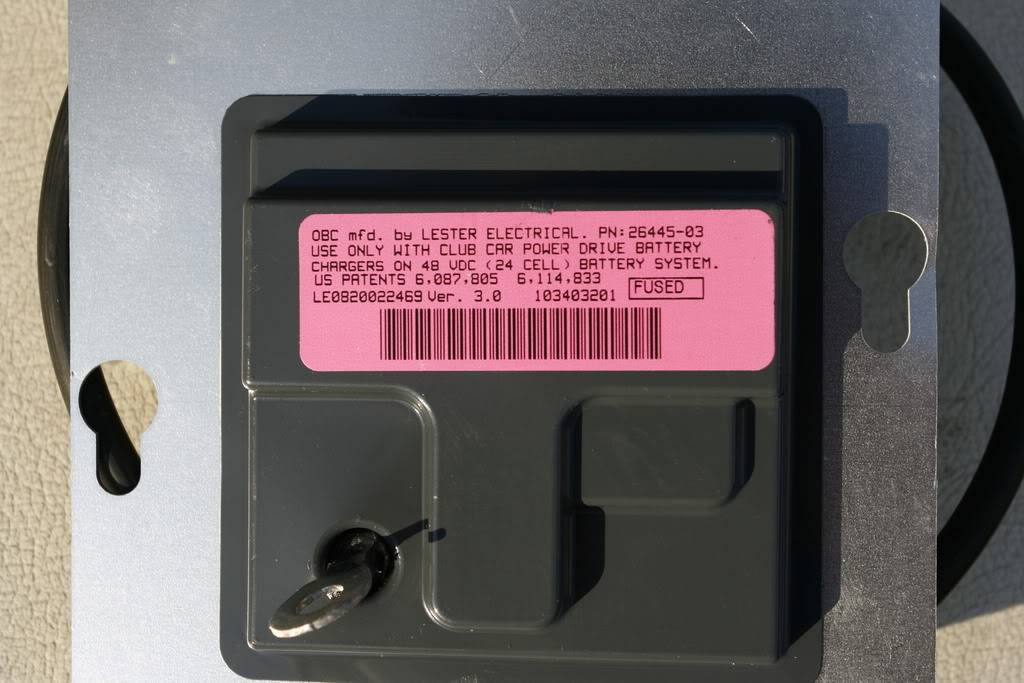 OBC mfd. by LESTER ELECTRICAL. PN:26445-03
USE ONLY WITH CLUB CAR POWER DRIVE BATTERY
CHARGERS ON 48 VDC (24 CELL) BATTERY SYSTEM.
US PATENTS 6,087,805 6,114,833
LE0820022469 Ver. 3.0 103403201 FUSED